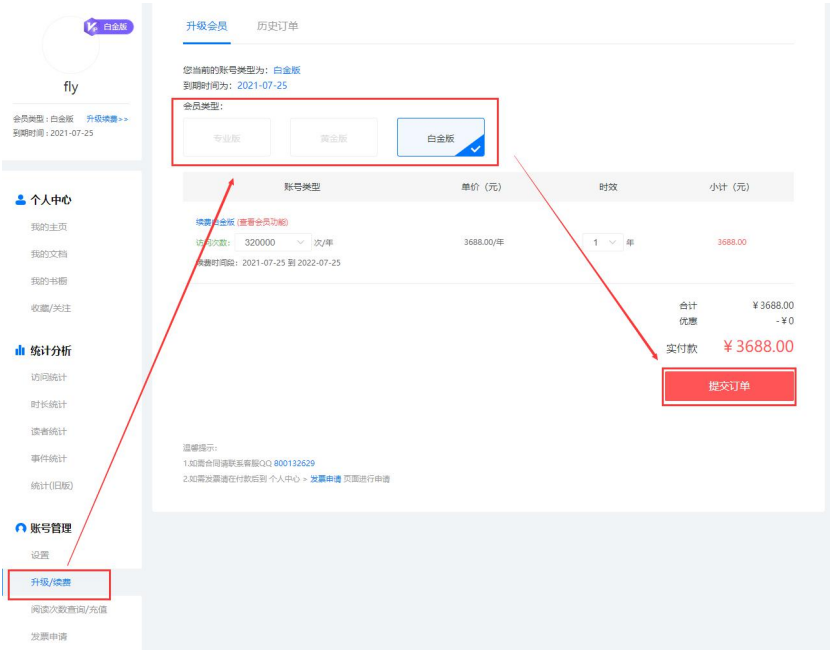 白金版
fly
会员类型：白金版 升级续费>>
到期时间：2021-07-25
个人中心
我的主页
我的文档
我的书橱
收藏/关注
统计分析
访问统计
时长统计
读者统计
事件统计
统计(旧版)
账号管理
设置
升级/续费
阅读次数查询/充值
发票申请
升级会员 历史订单
您当前的账号类型为：白金版
到期时间为：2021-07-25
会员类型：
专业版 黄金版 白金版
账号类型 单价（元） 时效 小计（元）
续费白金版 (查看会员功能)
访问次数： 320000 次/年 3688.00/年 1 年 3688.00
续费时间段：2021-07-25 到 2022-07-25
合计 ¥ 3688.00
优惠 - ¥ 0
实付款 ¥ 3688.00
提交订单
温馨提示：
1.如需合同请联系客服QQ 800132629
2.如需发票请在付款后到 个人中心 > 发票申请 页面进行申请